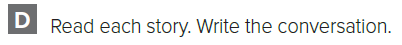 D Read each story. Write the conversation.